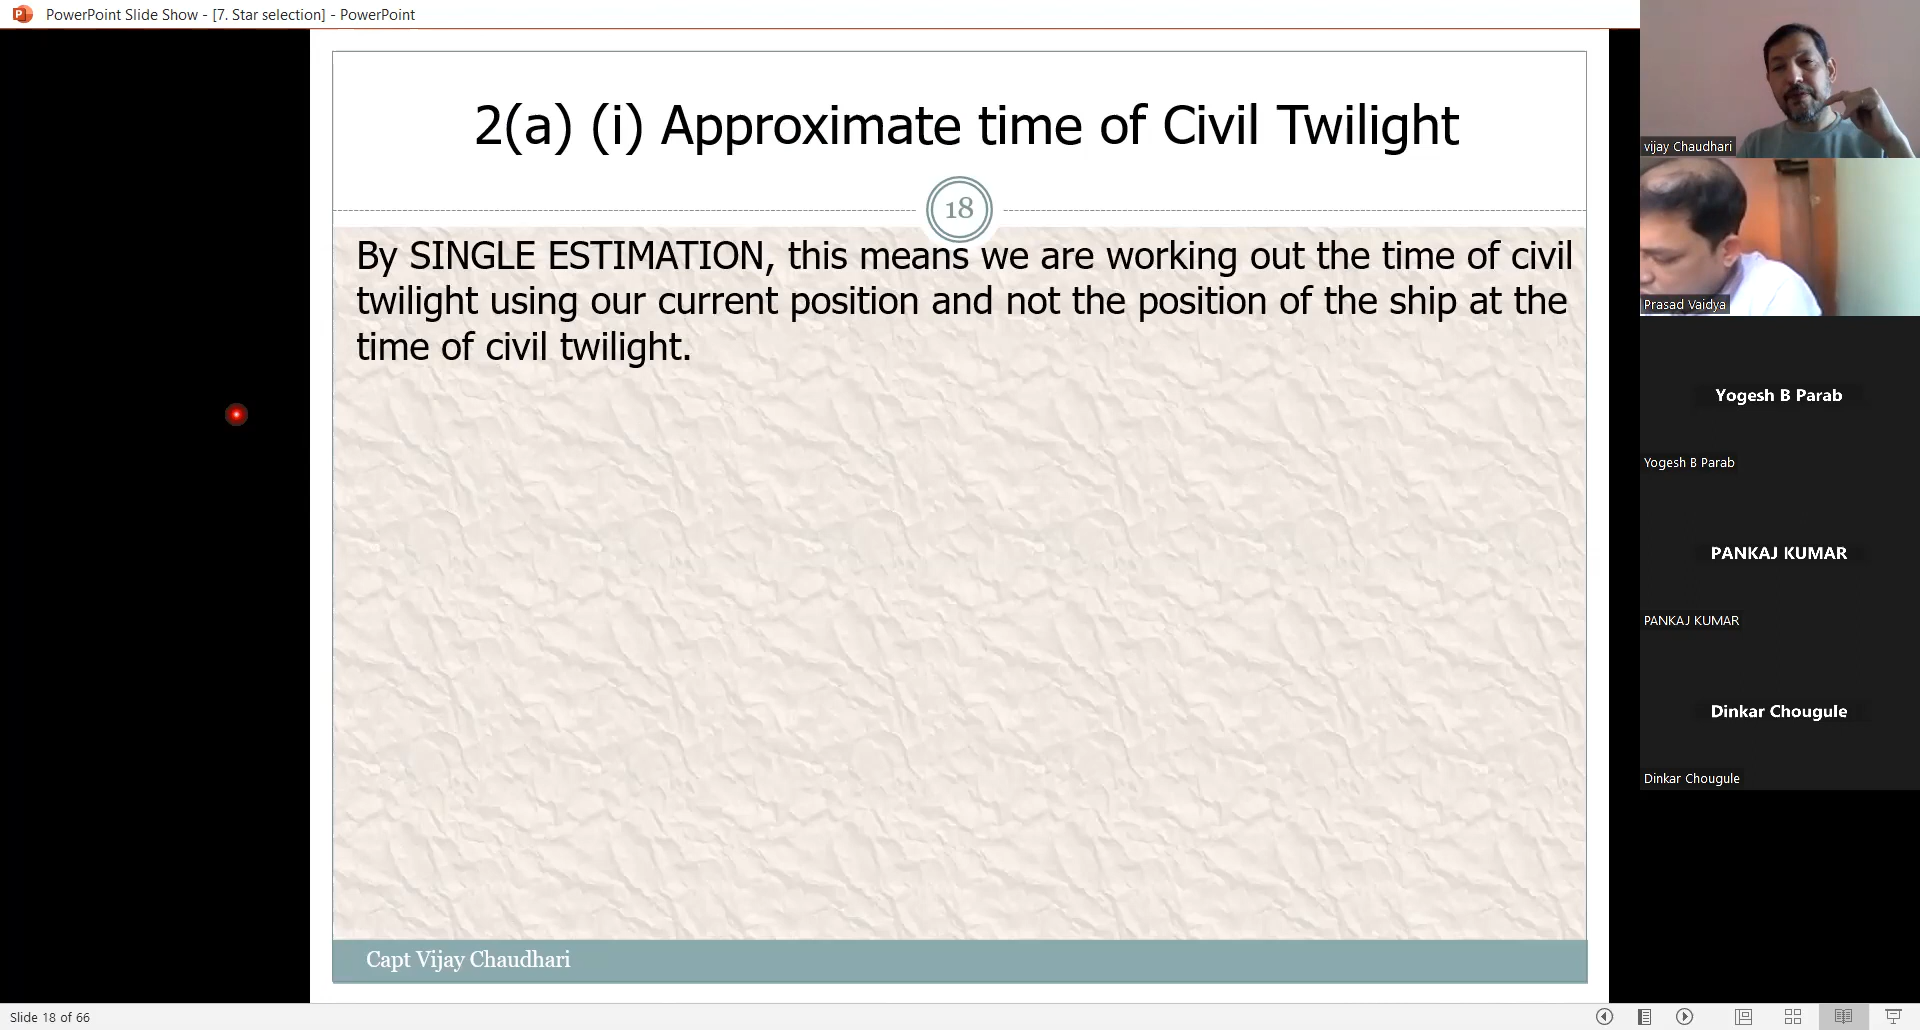 PowerPoint Slide Show - [7. Star selection] - PowerPoint
2(a) (i) Approximate time of Civil Twilight
18
By SINGLE ESTIMATION, this means we are working out the time of civil
twilight using our current position and not the position of the ship at the
time of civil twilight.
Capt Vijay Chaudhari
Slide 18 of 66
vijay Chaudhari
Prasad Vaidya
Yogesh B Parab
Yogesh B Parab
PANKAJ KUMAR
PANKAJ KUMAR
Dinkar Chougule
Dinkar Chougule